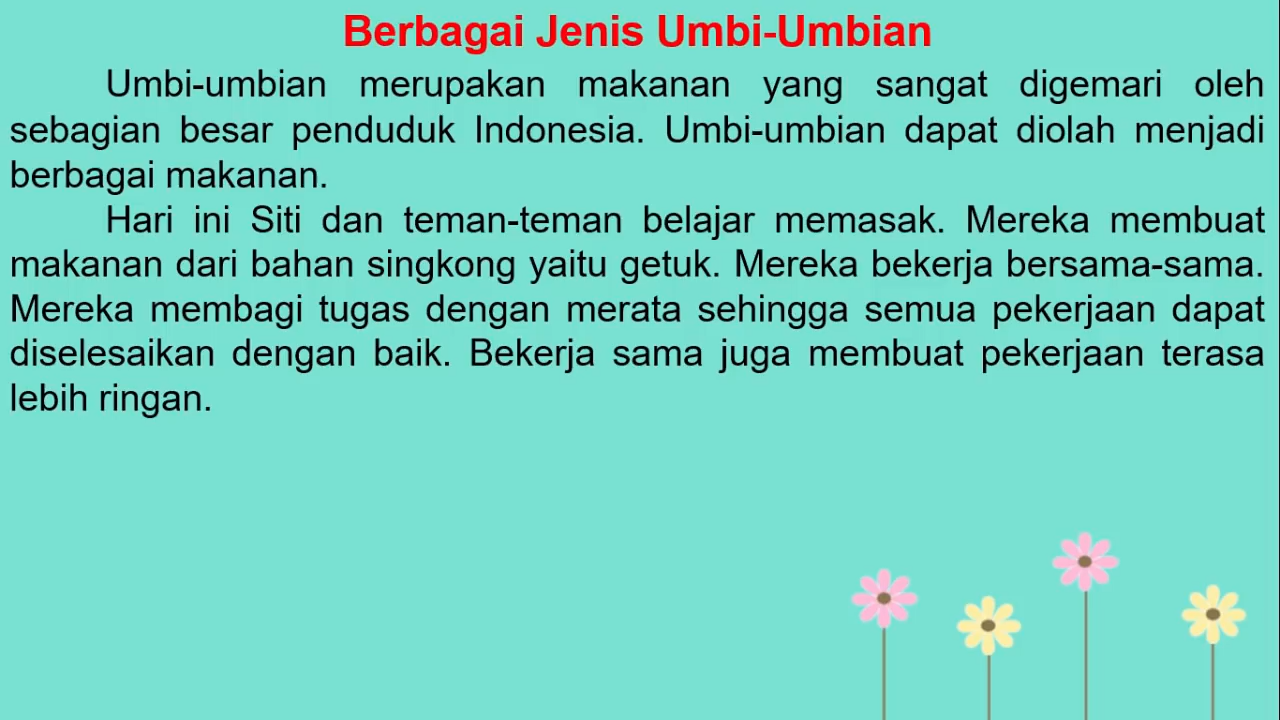 Berbagai Jenis Umbi-Umbian
Umbi-umbian merupakan makanan yang sangat digemari oleh
sebagian besar penduduk Indonesia. Umbi-umbian dapat diolah menjadi
berbagai makanan.
Hari ini Siti dan teman-teman belajar memasak. Mereka membuat
makanan dari bahan singkong yaitu getuk. Mereka bekerja bersama-sama.
Mereka membagi tugas dengan merata sehingga semua pekerjaan dapat
diselesaikan dengan baik. Bekerja sama juga membuat pekerjaan terasa
lebih ringan.